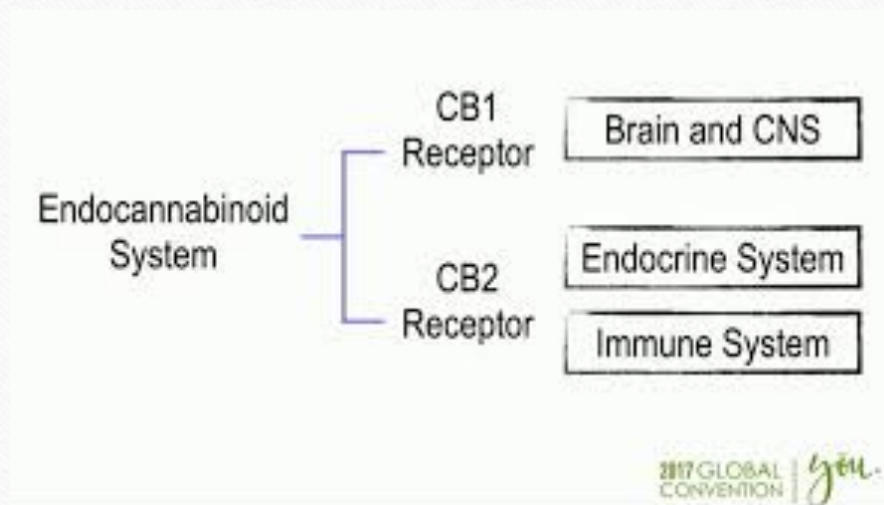 CB1
Receptor
Brain and CNS
Endocannabinoid
System
CB2
Receptor
Endocrine System
Immune System
2017 GLOBAL
CONVENTION
you.